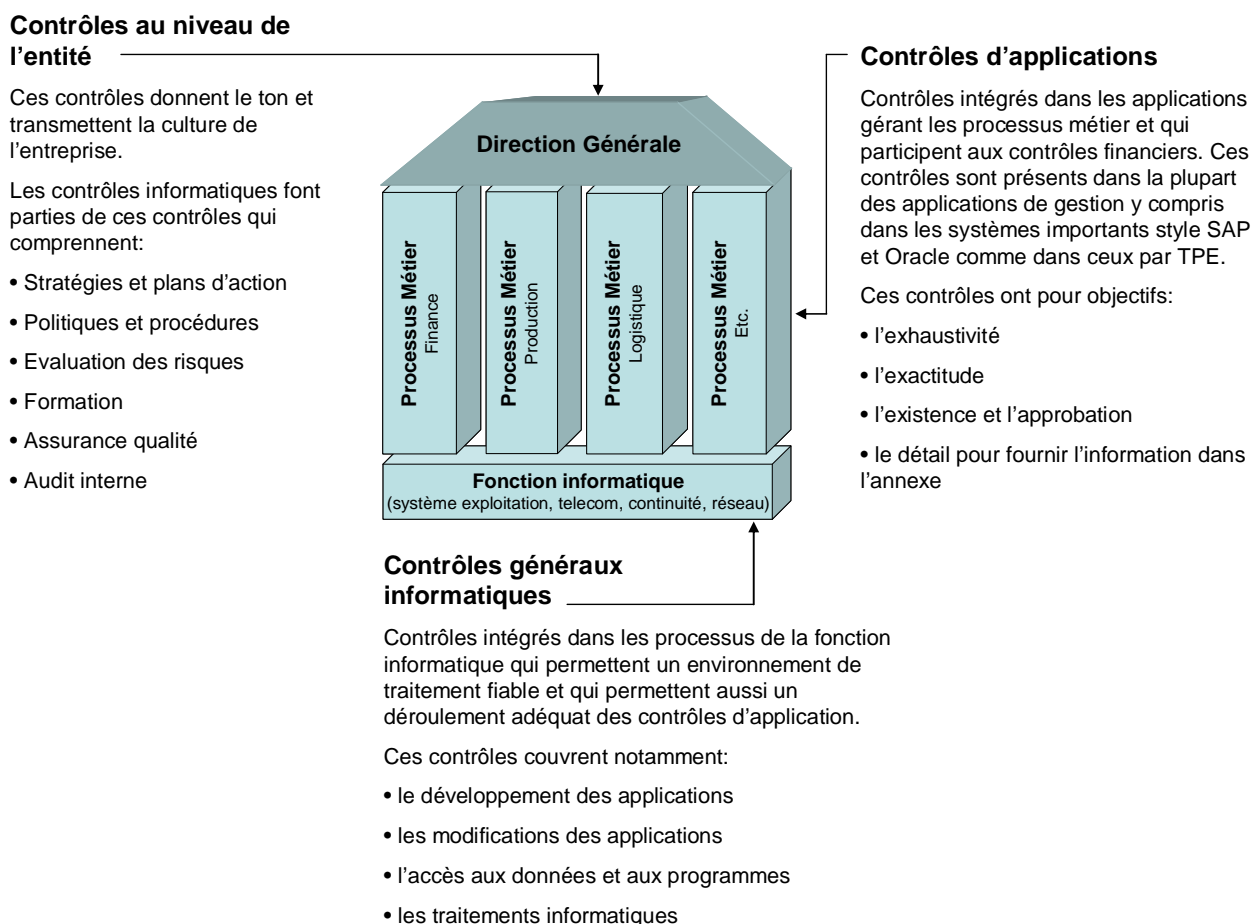 Contrôles au niveau de
l'entité
Ces contrôles donnent le ton et
transmettent la culture de
l'entreprise.
Les contrôles informatiques font
parties de ces contrôles qui
comprennent:
• Stratégies et plans d'action
• Politiques et procédures
• Evaluation des risques
• Formation
• Assurance qualité
• Audit interne
Direction Générale
Processus Métier
Finance
Processus Métier
Production
Processus Métier
Logistique
Processus Métier
Etc.
Fonction informatique
(système exploitation, telecom, continuité, réseau)
Contrôles d'applications
Contrôles intégrés dans les applications
gérant les processus métier et qui
participent aux contrôles financiers. Ces
contrôles sont présents dans la plupart
des applications de gestion y compris
dans les systèmes importants style SAP
et Oracle comme dans ceux par TPE.
Ces contrôles ont pour objectifs:
• l'exhaustivité
• l'exactitude
• l'existence et l'approbation
• le détail pour fournir l'information dans
l'annexe
Contrôles généraux
informatiques
Contrôles intégrés dans les processus de la fonction
informatique qui permettent un environnement de
traitement fiable et qui permettent aussi un
déroulement adéquat des contrôles d'application.
Ces contrôles couvrent notamment:
• le développement des applications
• les modifications des applications
• l'accès aux données et aux programmes
• les traitements informatiques